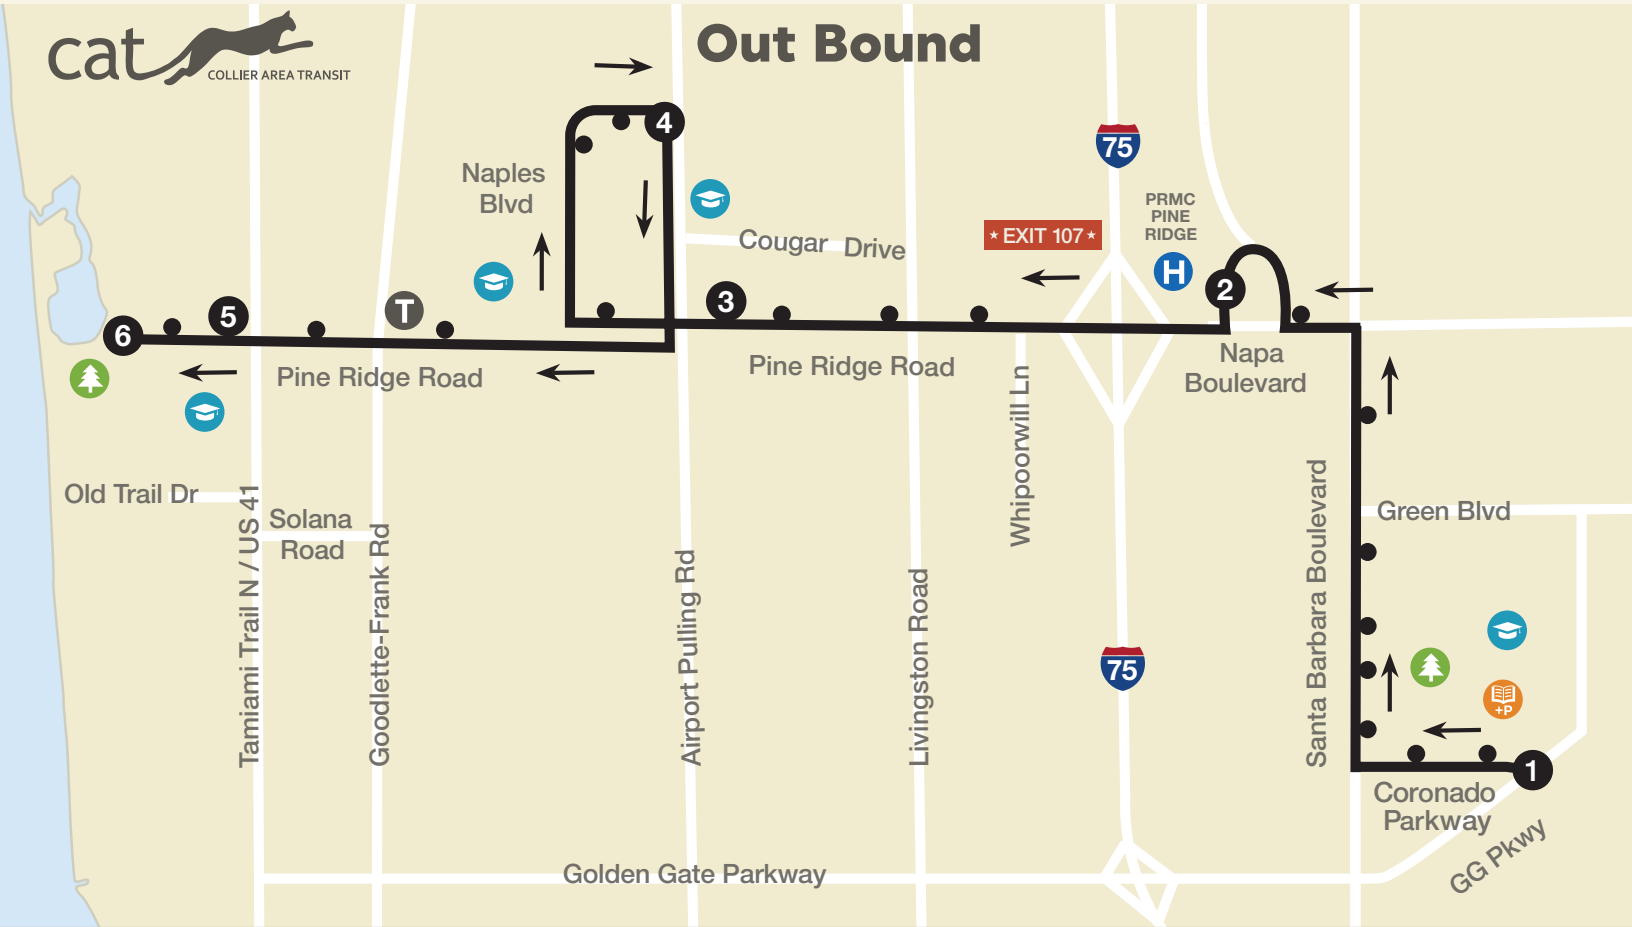 cat
COLLIER AREA TRANSIT
Out Bound
4
75
Naples
Blvd
PRMC
PINE
RIDGE
EXIT 107
Cougar Drive
H
2
T
3
5
6
Pine Ridge Road
Pine Ridge Road
Napa
Boulevard
Whipoorwill Ln
Old Trail Dr
Solana
Road
Tamiami Trail N / US 41
Goodlette-Frank Rd
Airport Pulling Rd
Livingston Road
Santa Barbara Boulevard
Green Blvd
75
+P
1
Coronado
Parkway
GG Pkwy
Golden Gate Parkway